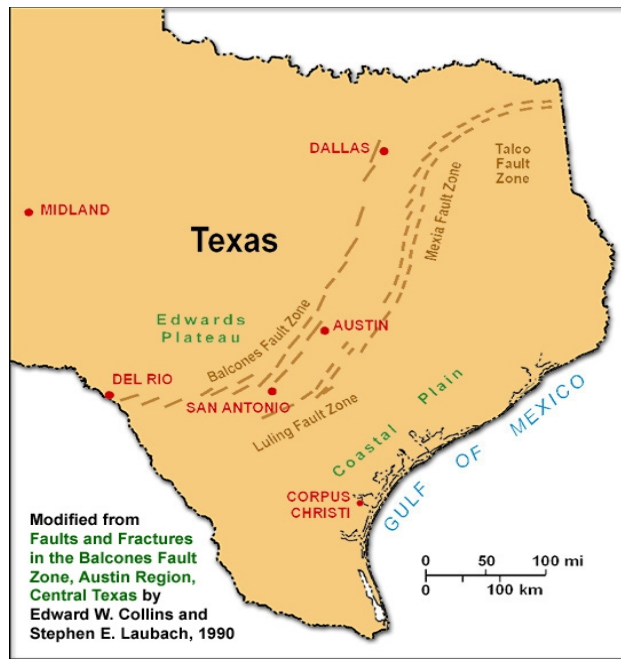 DALLAS
Talco
Fault
Zone
MIDLAND
Mexia Fault Zone
Texas
Edwards
Plateau
Balcones Fault Zone
AUSTIN
DEL RIO
SAN ANTONIO
Luling Fault Zone
Coastal Plain
GULF OF MEXICO
CORPUS
CHRISTI
Modified from
Faults and Fractures
in the Balcones Fault
Zone, Austin Region,
Central Texas by
Edward W. Collins and
Stephen E. Laubach, 1990
0 50 100 mi
0 100 km